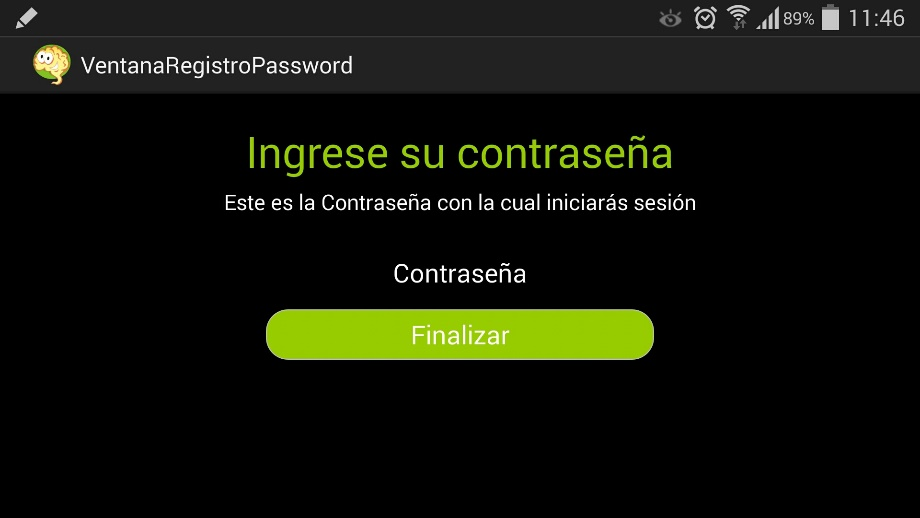 89% 11:46
VentanaRegistroPassword
Ingrese su contraseña
Este es la Contraseña con la cual iniciarás sesión
Contraseña
Finalizar